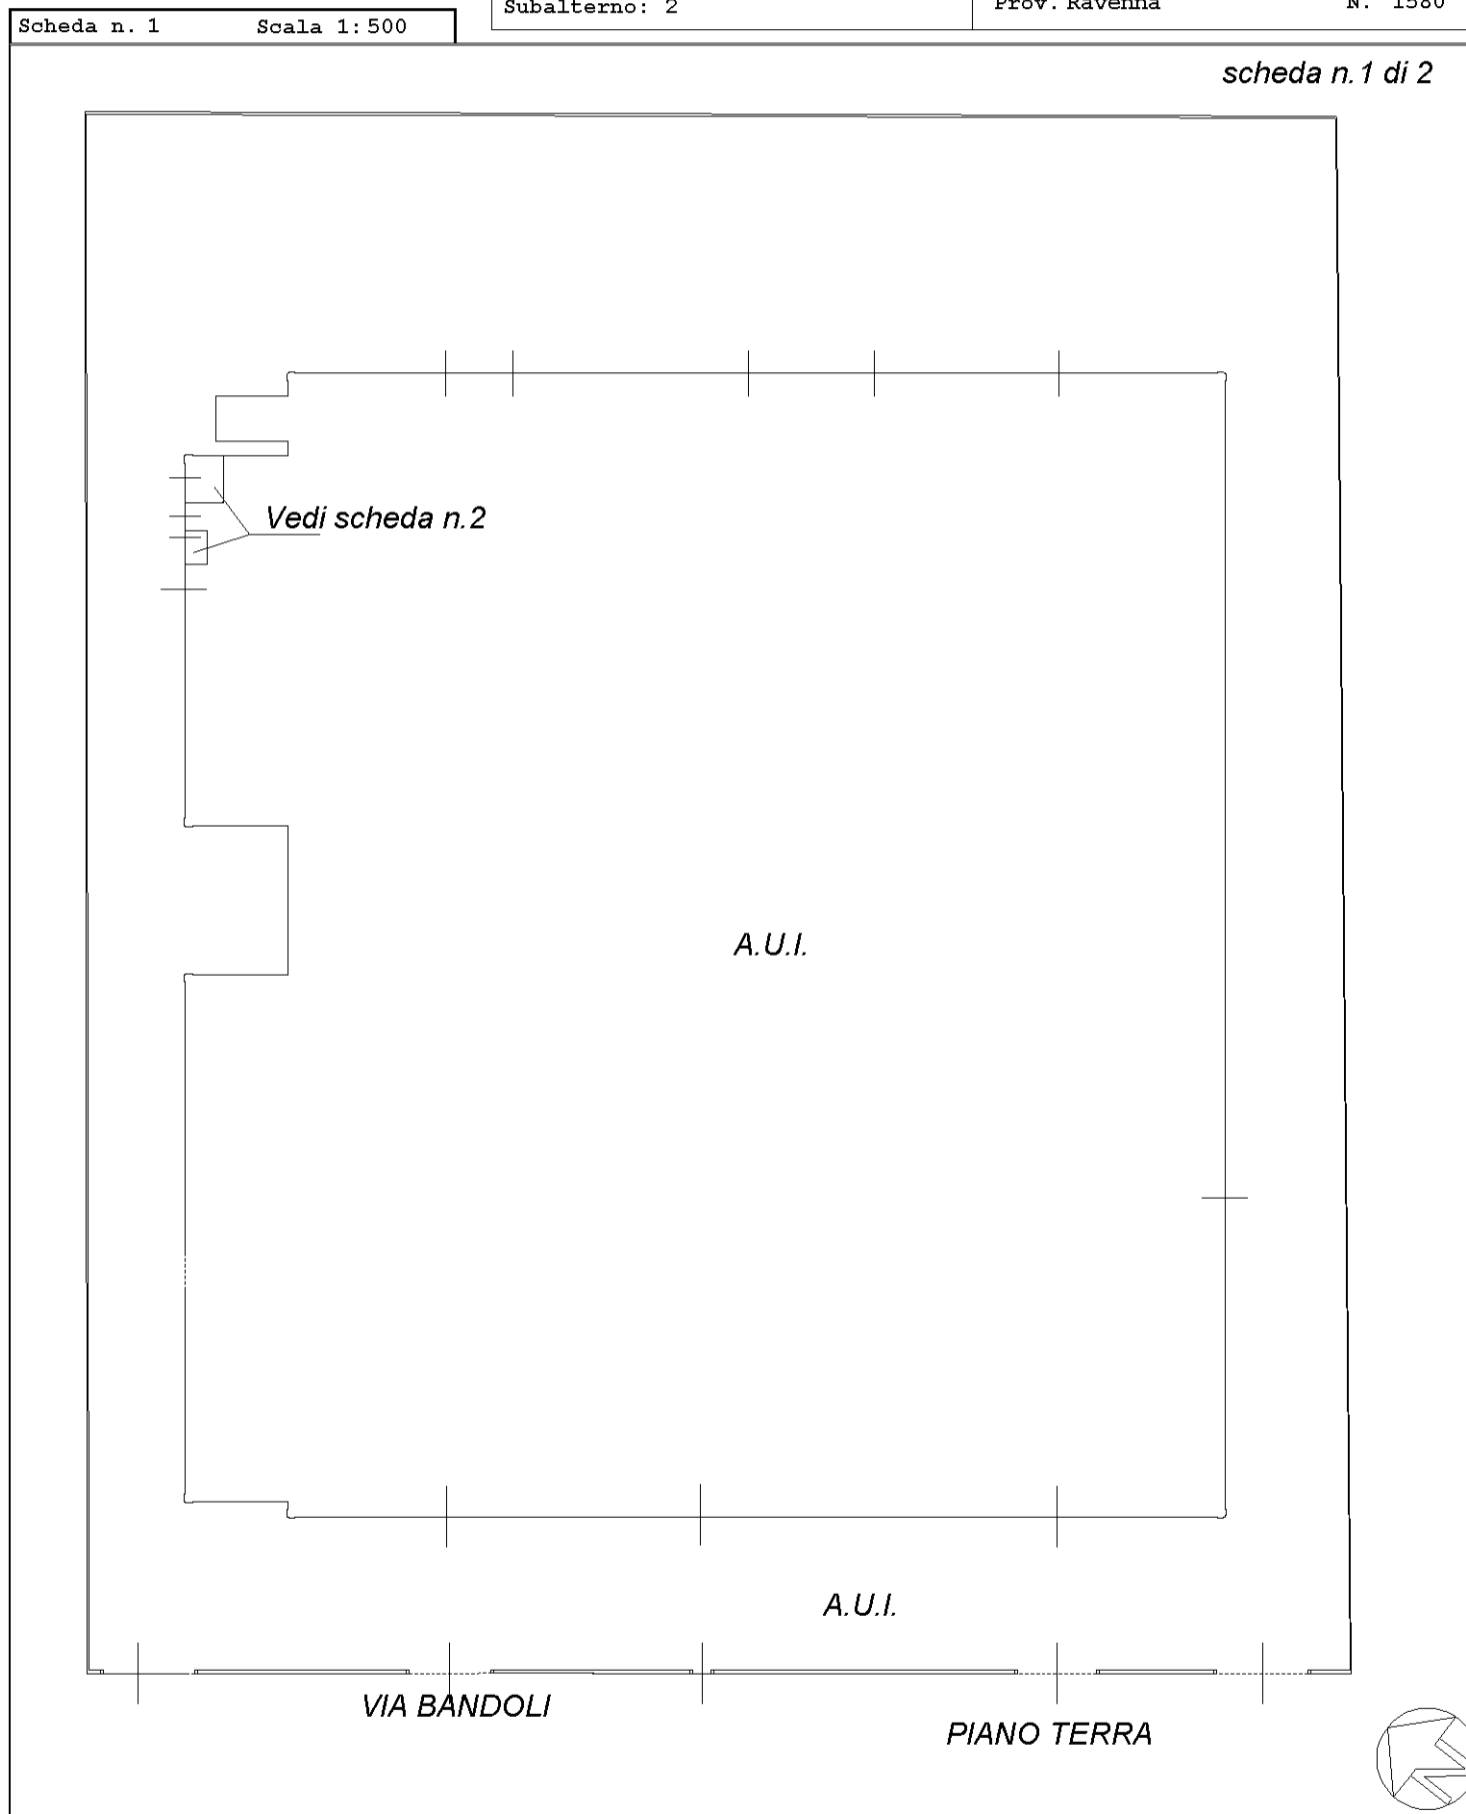 Subalterno: 2
Prov. Ravenna
N. 1580
Scheda n. 1
Scala 1:500
scheda n.1 di 2
Vedi scheda n.2
A.U.I.
A.U.I.
VIA BANDOLI
PIANO TERRA